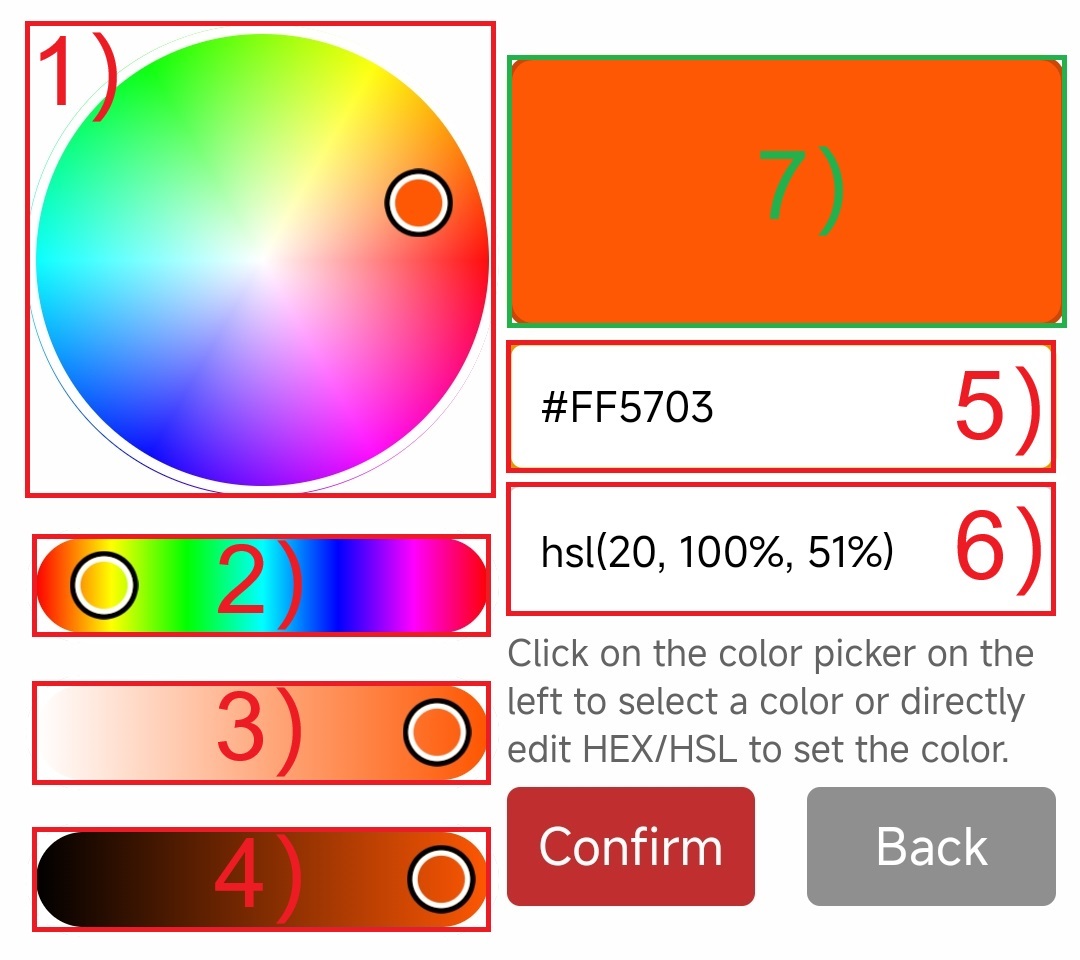 1)
7)
#FF5703
5)
hsl(20, 100%, 51%)
6)
2)
3)
4)
Click on the color picker on the
left to select a color or directly
edit HEX/HSL to set the color.
Confirm
Back